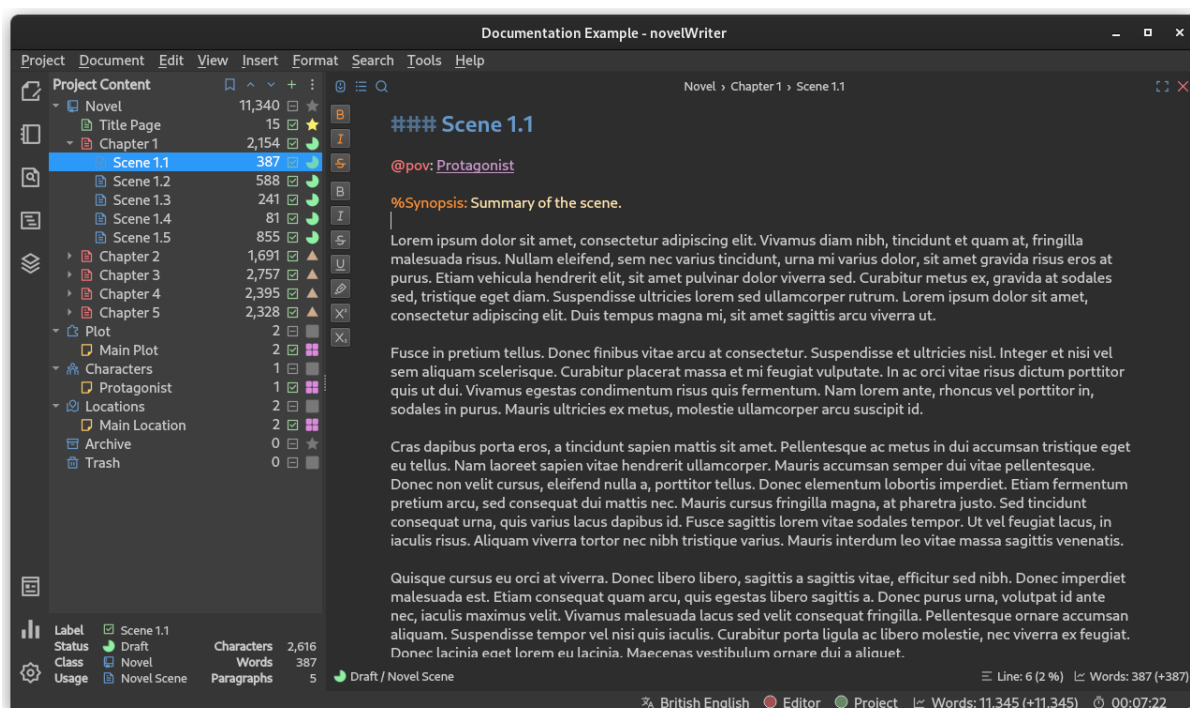 Documentation Example - novelWriter
Project Document Edit View Insert Format Search Tools Help
Project Content
Novel 11,340
Title Page 15
Chapter 1 2,154
Scene 1.1 387
Scene 1.2 588
Scene 1.3 241
Scene 1.4 81
Scene 1.5 855
Chapter 2 1,691
Chapter 3 2,757
Chapter 4 2,395
Chapter 5 2,328
Plot 2
Main Plot 2
Characters 1
Protagonist 1
Locations 2
Main Location 2
Archive 0
Trash 0
Label Scene 1.1
Status Draft Characters 2,616
Class Novel Words 387
Usage Novel Scene Paragraphs 5
B
I
S
B
I
S
U
X
X
Novel › Chapter 1 › Scene 1.1
### Scene 1.1
@pov: Protagonist
%Synopsis: Summary of the scene.
Lorem ipsum dolor sit amet, consectetur adipiscing elit. Vivamus diam nibh, tincidunt et quam at, fringilla
malesuada risus. Nullam eleifend, sem nec varius tincidunt, urna mi varius dolor, sit amet gravida risus eros at
purus. Etiam vehicula hendrerit elit, sit amet pulvinar dolor viverra sed. Curabitur metus ex, gravida at sodales
sed, tristique eget diam. Suspendisse ultricies lorem sed ullamcorper rutrum. Lorem ipsum dolor sit amet,
consectetur adipiscing elit. Duis tempus magna mi, sit amet sagittis arcu viverra ut.
Fusce in pretium tellus. Donec finibus vitae arcu at consectetur. Suspendisse et ultricies nisl. Integer et nisi vel
sem aliquam scelerisque. Curabitur placerat massa et mi feugiat vulputate. In ac orci vitae risus dictum porttitor
quis ut dui. Vivamus egestas condimentum risus quis fermentum. Nam lorem ante, rhoncus vel porttitor in,
sodales in purus. Mauris ultricies ex metus, molestie ullamcorper arcu suscipit id.
Cras dapibus porta eros, a tincidunt sapien mattis sit amet. Pellentesque ac metus in dui accumsan tristique eget
eu tellus. Nam laoreet sapien vitae hendrerit ullamcorper. Mauris accumsan semper dui vitae pellentesque.
Donec non velit cursus, eleifend nulla a, porttitor tellus. Donec elementum lobortis imperdiet. Etiam fermentum
pretium arcu, sed consequat dui mattis nec. Mauris cursus fringilla magna, at pharetra justo. Sed tincidunt
consequat urna, quis varius lacus dapibus id. Fusce sagittis lorem vitae sodales tempor. Ut vel feugiat lacus, in
iaculis risus. Aliquam viverra tortor nec nibh tristique varius. Mauris interdum leo vitae massa sagittis venenatis.
Quisque cursus eu orci at viverra. Donec libero libero, sagittis a sagittis vitae, efficitur sed nibh. Donec imperdiet
malesuada est. Etiam consequat quam arcu, quis egestas libero sagittis a. Donec purus urna, volutpat id ante
nec, iaculis maximus velit. Vivamus malesuada lacus sed velit consequat fringilla. Pellentesque ornare accumsan
aliquam. Suspendisse tempor vel nisi quis iaculis. Curabitur porta ligula ac libero molestie, nec viverra ex feugiat.
Donec lacinia eget lorem eu lacinia. Maecenas vestibulum ornare dui a aliquet.
Draft / Novel Scene Line: 6 (2 %) Words: 387 (+387)
British English Editor Project Words: 11,345 (+11,345) 00:07:22